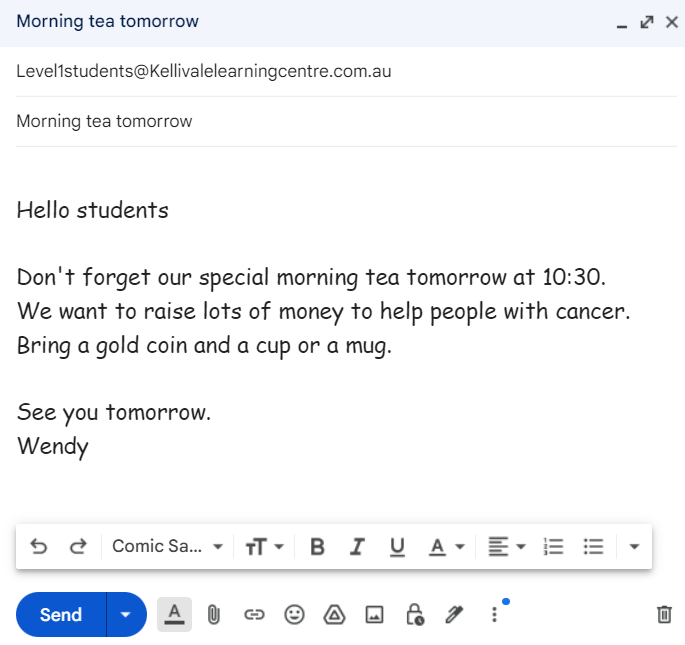 Morning tea tomorrow
Level1students@Kellivalelearningcentre.com.au
Morning tea tomorrow
Hello students
Don't forget our special morning tea tomorrow at 10:30.
We want to raise lots of money to help people with cancer.
Bring a gold coin and a cup or a mug.
See you tomorrow.
Wendy
Comic Sa... B I U A
Send A